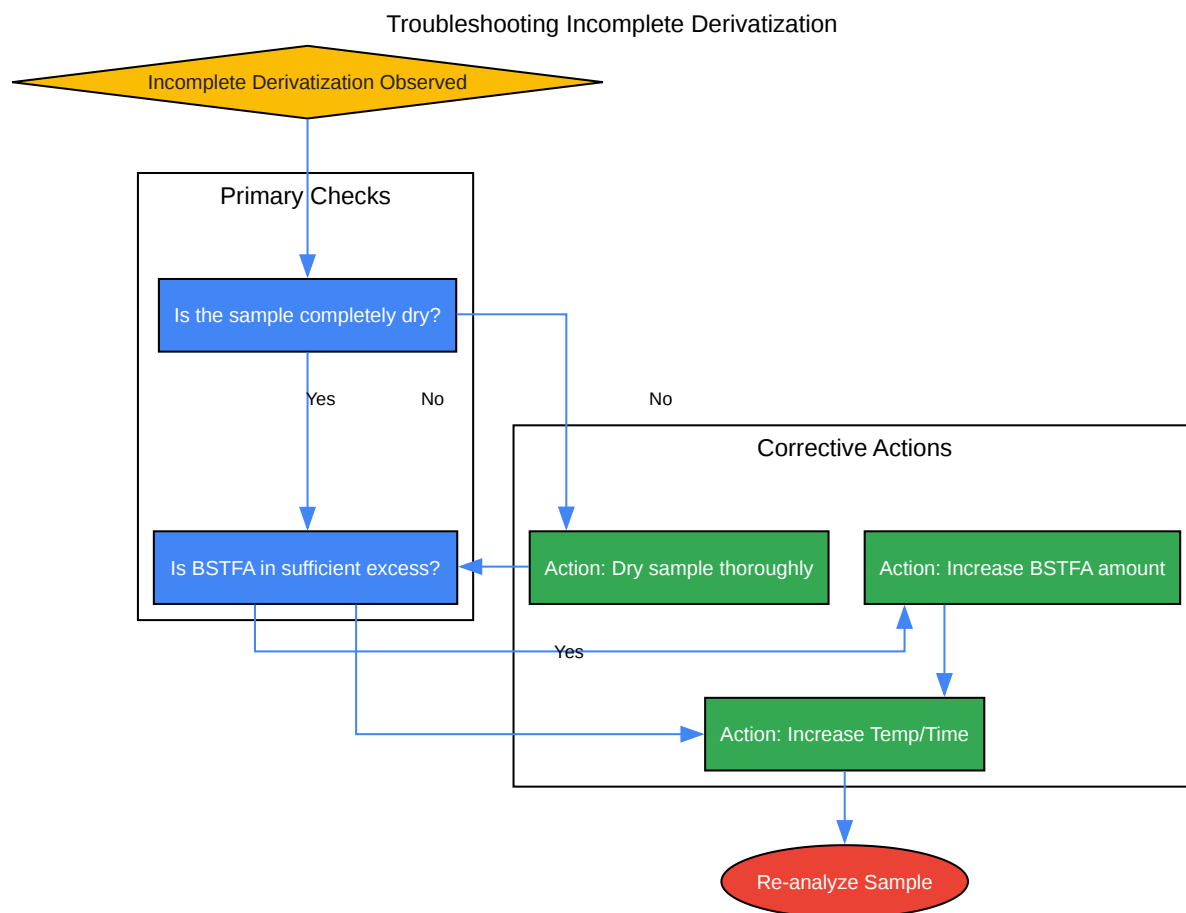 Troubleshooting Incomplete Derivatization
Incomplete Derivatization Observed
Primary Checks
Is the sample completely dry?
Yes
No
No
Corrective Actions
Is BSTFA in sufficient excess?
Action: Dry sample thoroughly
Action: Increase BSTFA amount
Yes
Action: Increase Temp/Time
Re-analyze Sample